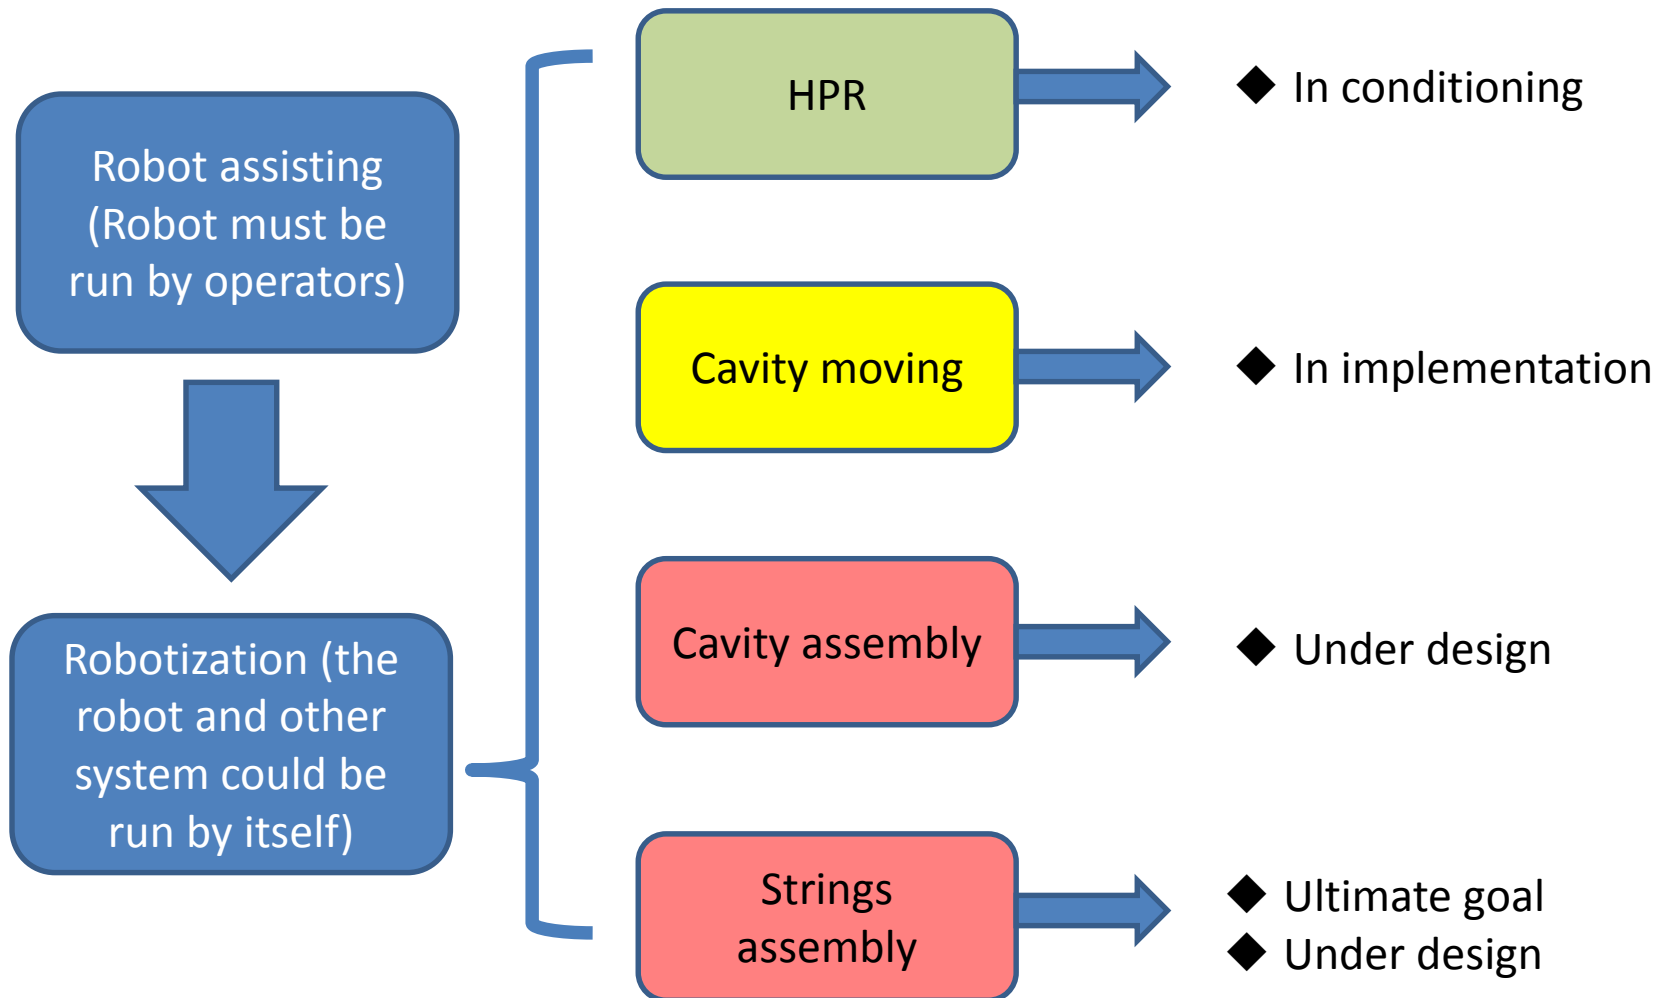 Robot assisting
(Robot must be
run by operators)
Robotization (the
robot and other
system could be
run by itself)
HPR
◆ In conditioning
Cavity moving
◆ In implementation
Cavity assembly
◆ Under design
Strings
assembly
◆ Ultimate goal
◆ Under design